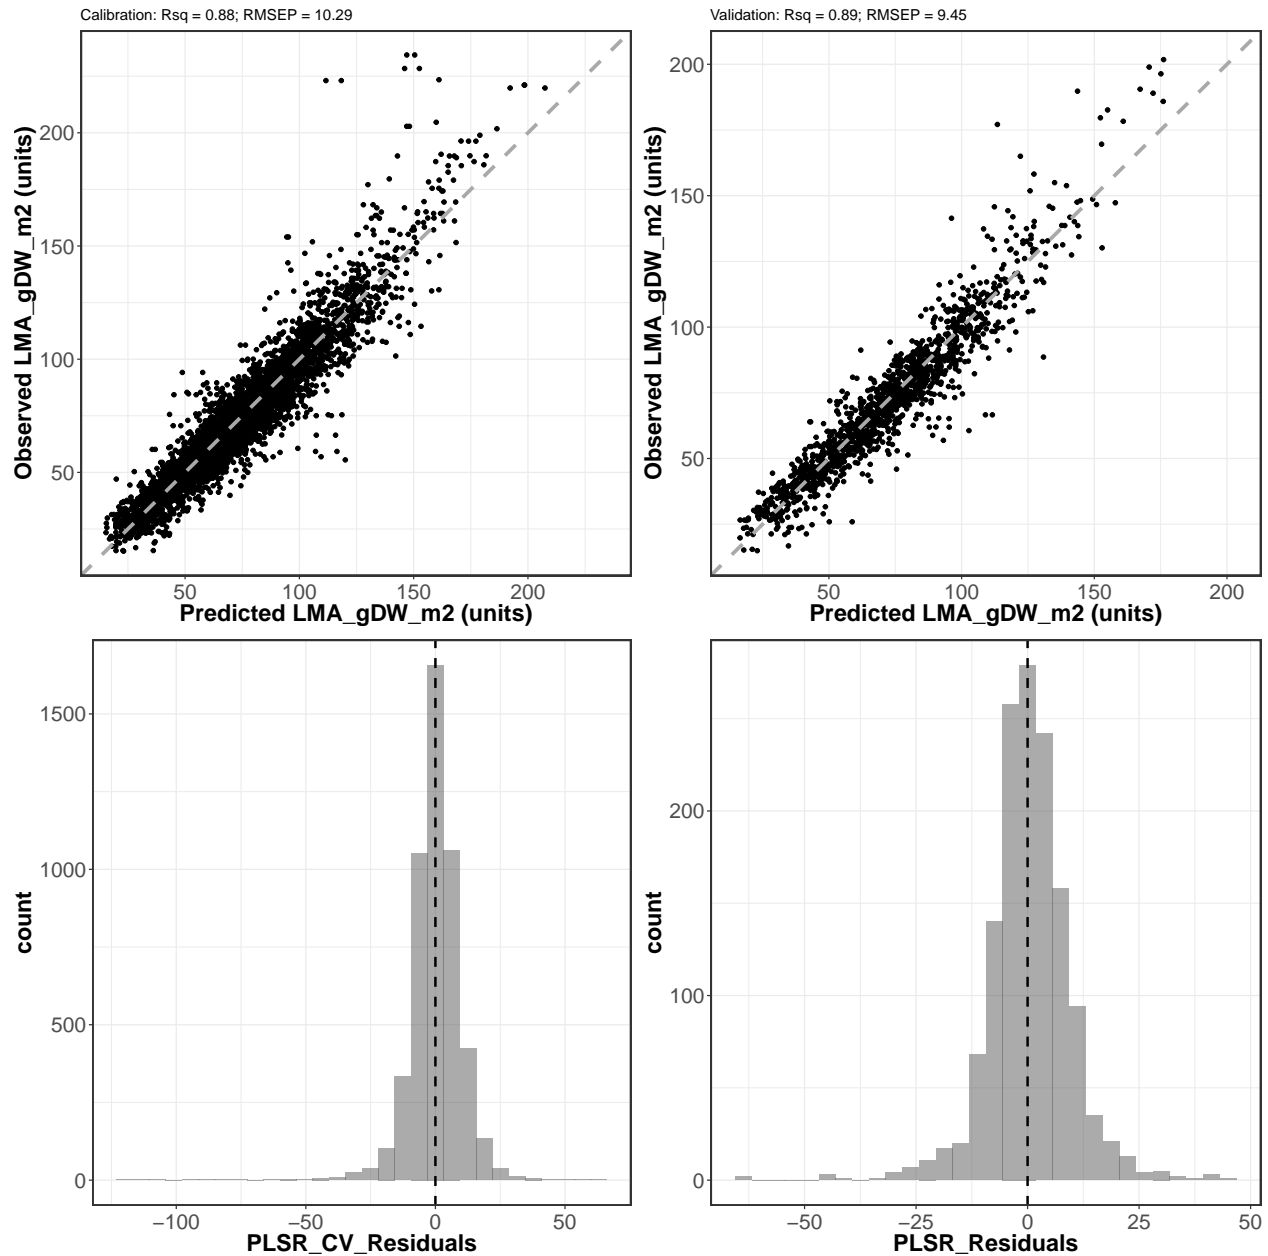 Calibration: Rsq = 0.88; RMSEP = 10.29
Observed LMA_gDW_m2 (units)
200
150
100
50
50 100 150 200
Predicted LMA_gDW_m2 (units)
Validation: Rsq = 0.89; RMSEP = 9.45
Observed LMA_gDW_m2 (units)
200
150
100
50
50 100 150 200
Predicted LMA_gDW_m2 (units)
count
1500
1000
500
0
−100 −50 0 50
PLSR_CV_Residuals
count
200
100
0
−50 −25 0 25 50
PLSR_Residuals